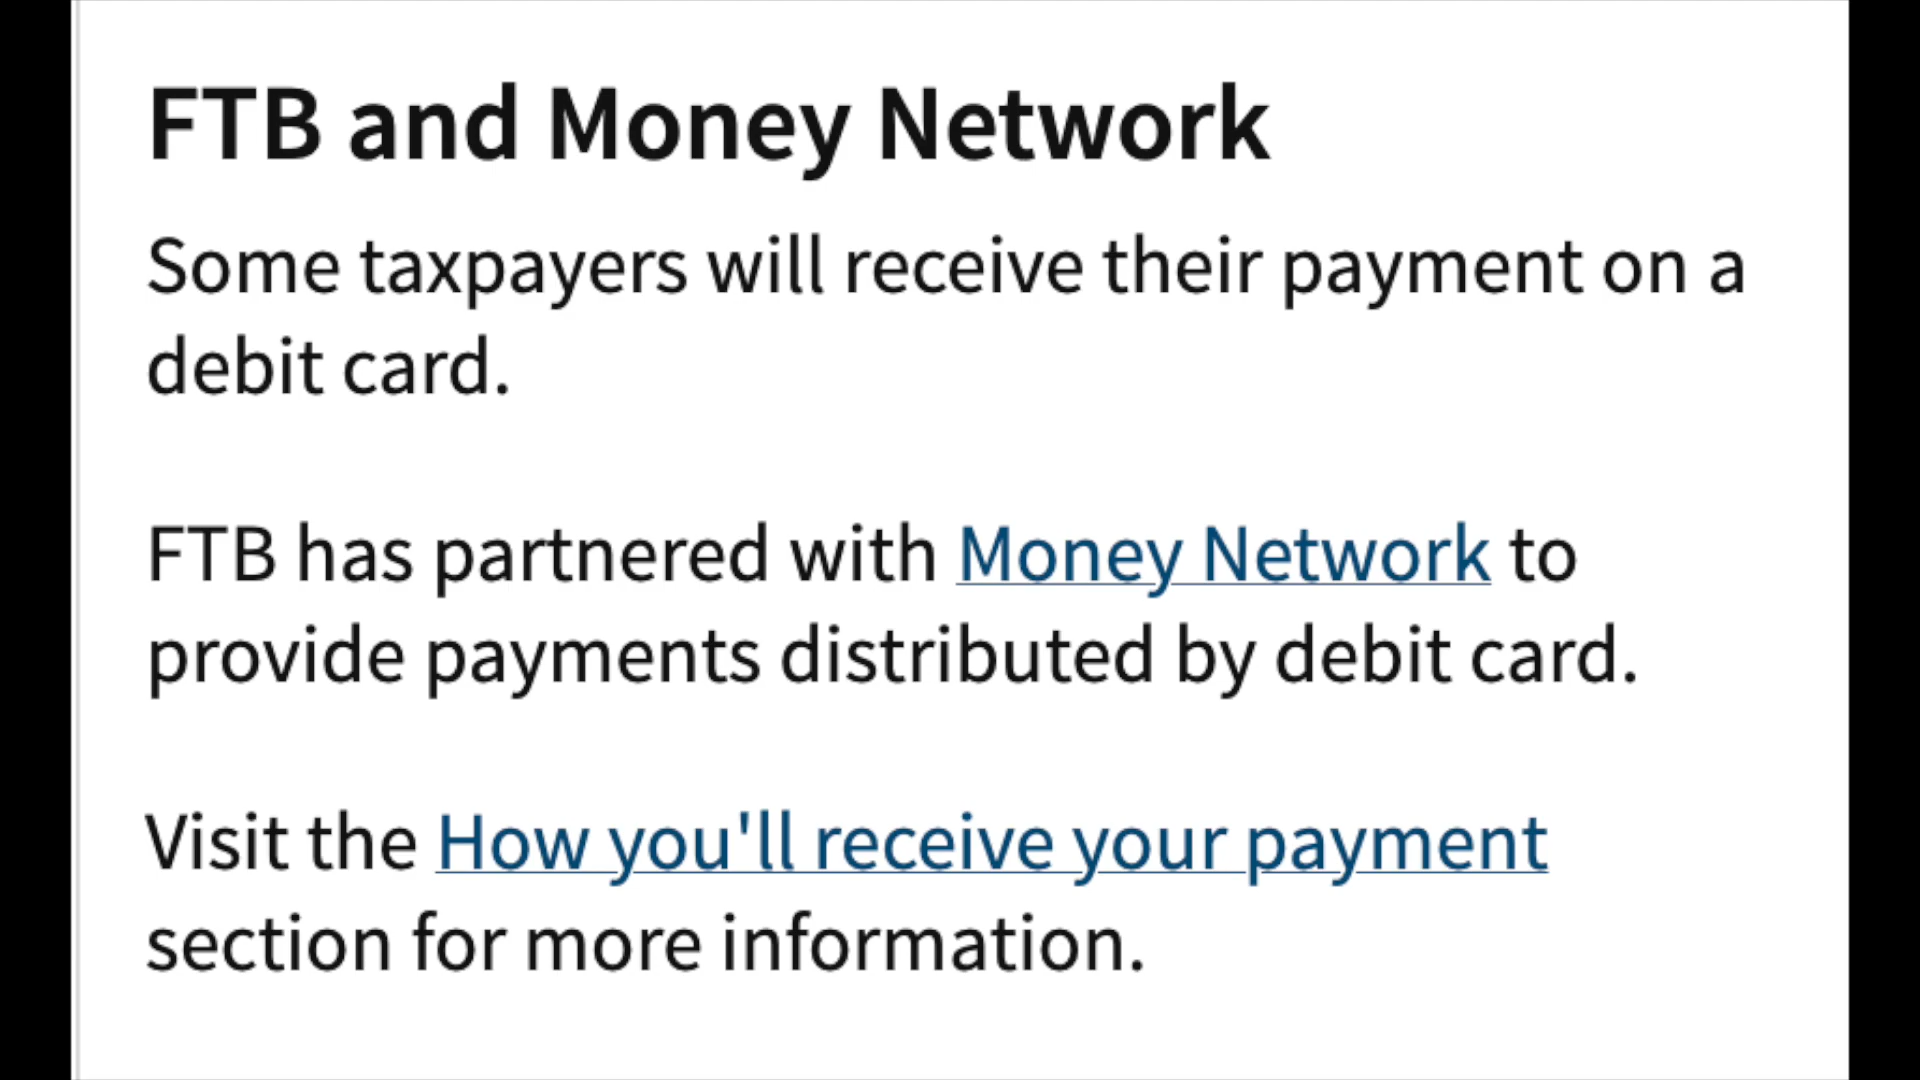 FTB and Money Network
Some taxpayers will receive their payment on a
debit card.
FTB has partnered with Money Network to
provide payments distributed by debit card.
Visit the How you'll receive your payment
section for more information.